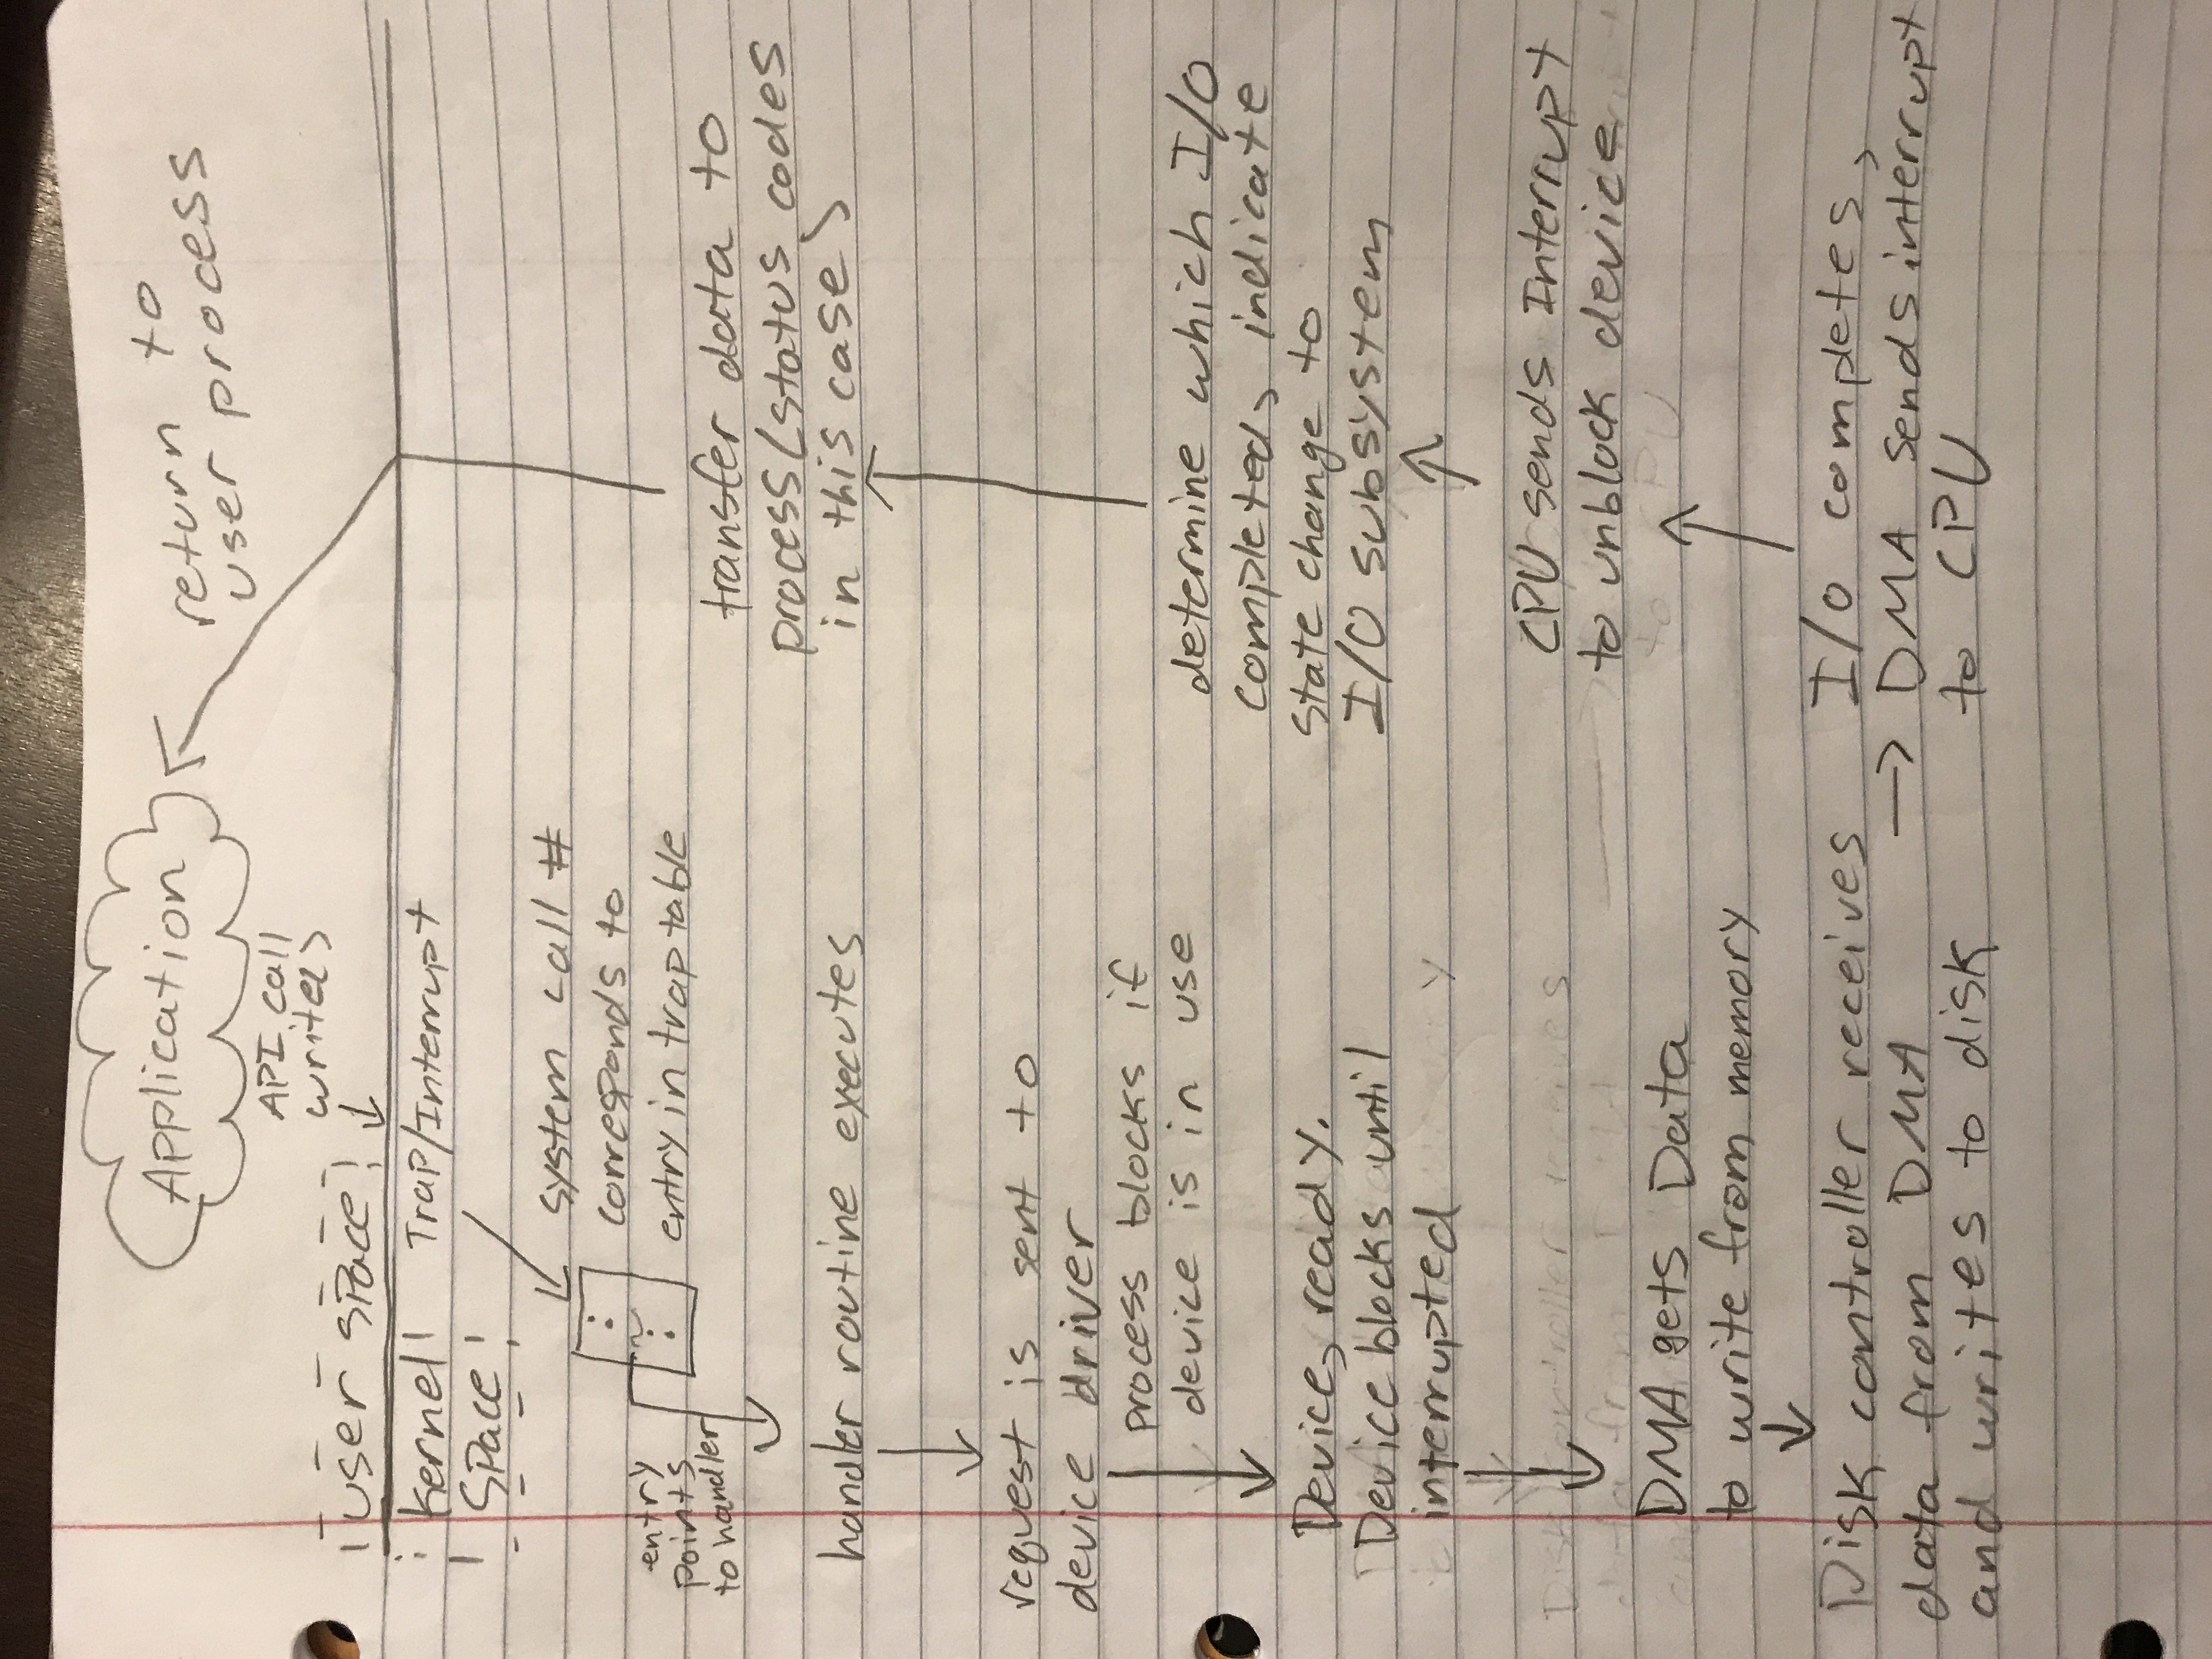 Application
return to
user process
API call
write()
user space
Kernel
Space
Trap/Interrupt
system call #
corresponds to
entry in trap table
entry
points
to handler
handler routine executes
request is sent to
device driver
process blocks if
device is in use
Device, ready.
Device blocks until
interrupted
DMA gets Data
to write from memory
Disk controller receives
data from DMA
and writes to disk
I/O completes,
DMA sends interrupt
to CPU
CPU sends Interrupt
to unblock device
determine which I/O
completed, indicate
state change to
I/O subsystem
transfer data to
process (status codes
in this case)